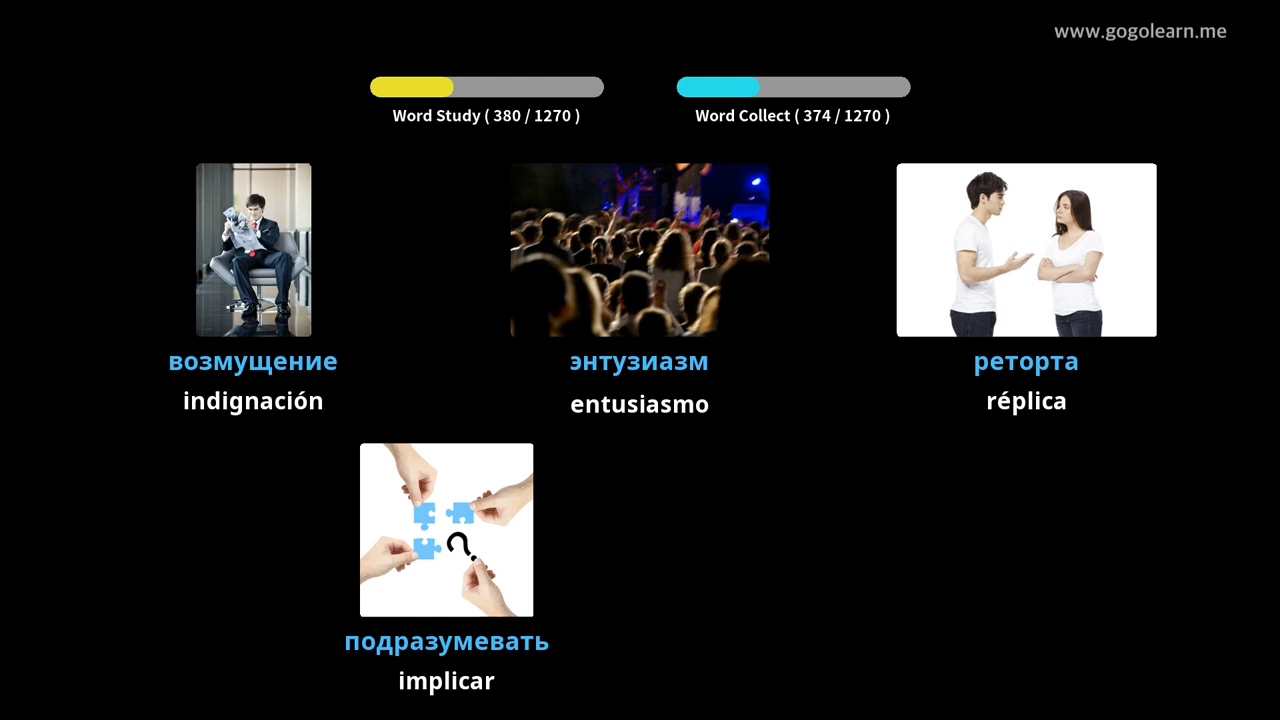 www.gogolearn.me
Word Study ( 380 / 1270 )
Word Collect ( 374 / 1270 )
возмущение
indignación
энтузиазм
entusiasmo
реторта
réplica
?
подразумевать
implicar